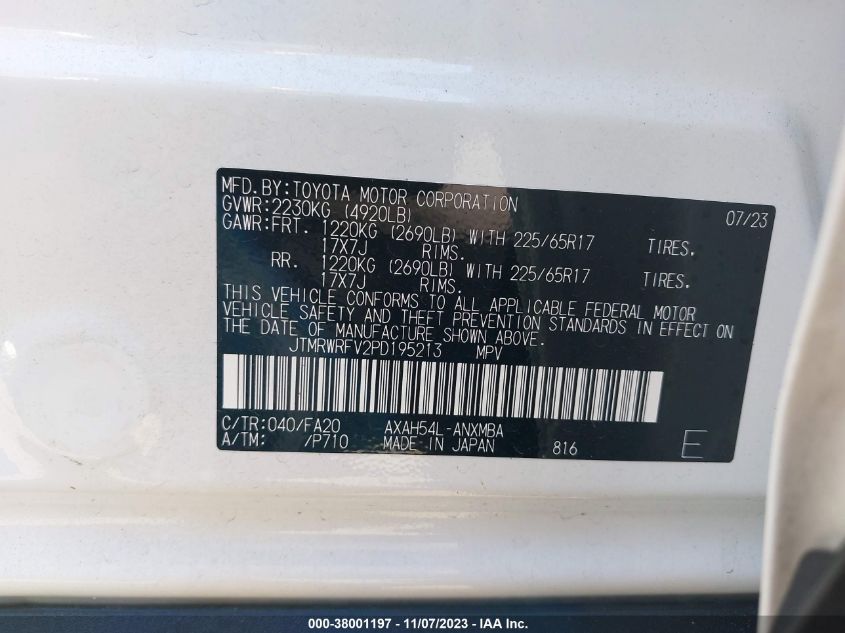 MFD.BY:TOYOTA MOTOR CORPORATION 07/23
GVWR:2230KG (4920LB)
GAWR:FRT. 1220KG (2690LB) WITH 225/65R17 TIRES.
17X7J RIMS.
RR. 1220KG (2690LB) WITH 225/65R17 TIRES.
17X7J RIMS.
THIS VEHICLE CONFORMS TO ALL APPLICABLE FEDERAL MOTOR
VEHICLE SAFETY AND THEFT PREVENTION STANDARDS IN EFFECT ON
THE DATE OF MANUFACTURE SHOWN ABOVE.
JTMRWRFV2PD195213 MPV
C/TR:040/FA20 AXAH54L-ANXMBA
A/TM: /P710 MADE IN JAPAN 816 E
000-38001197 - 11/07/2023 - IAA Inc.